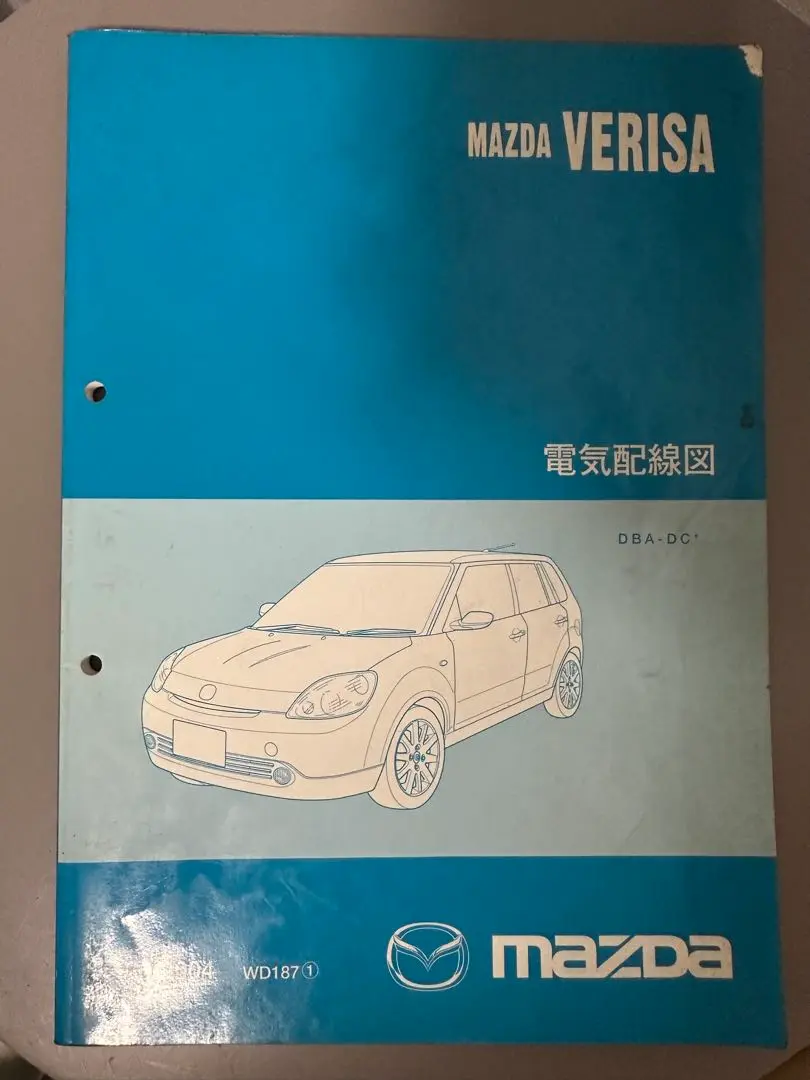 MAZDA VERISA
電気配線図
DBA-DC*
WD187①
mazda